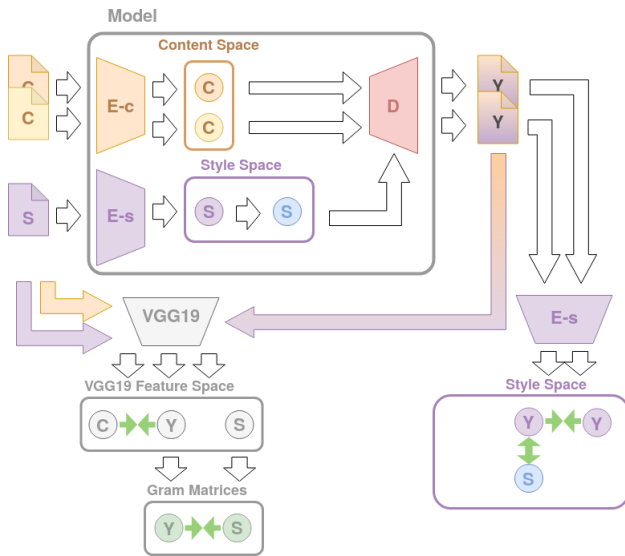 Model
Content Space
C
C
E-c
C
C
D
Y
Y
Style Space
S
E-s
S
S
VGG19
E-s
VGG19 Feature Space
Style Space
C
Y
S
Y
Y
S
Gram Matrices
Y
S